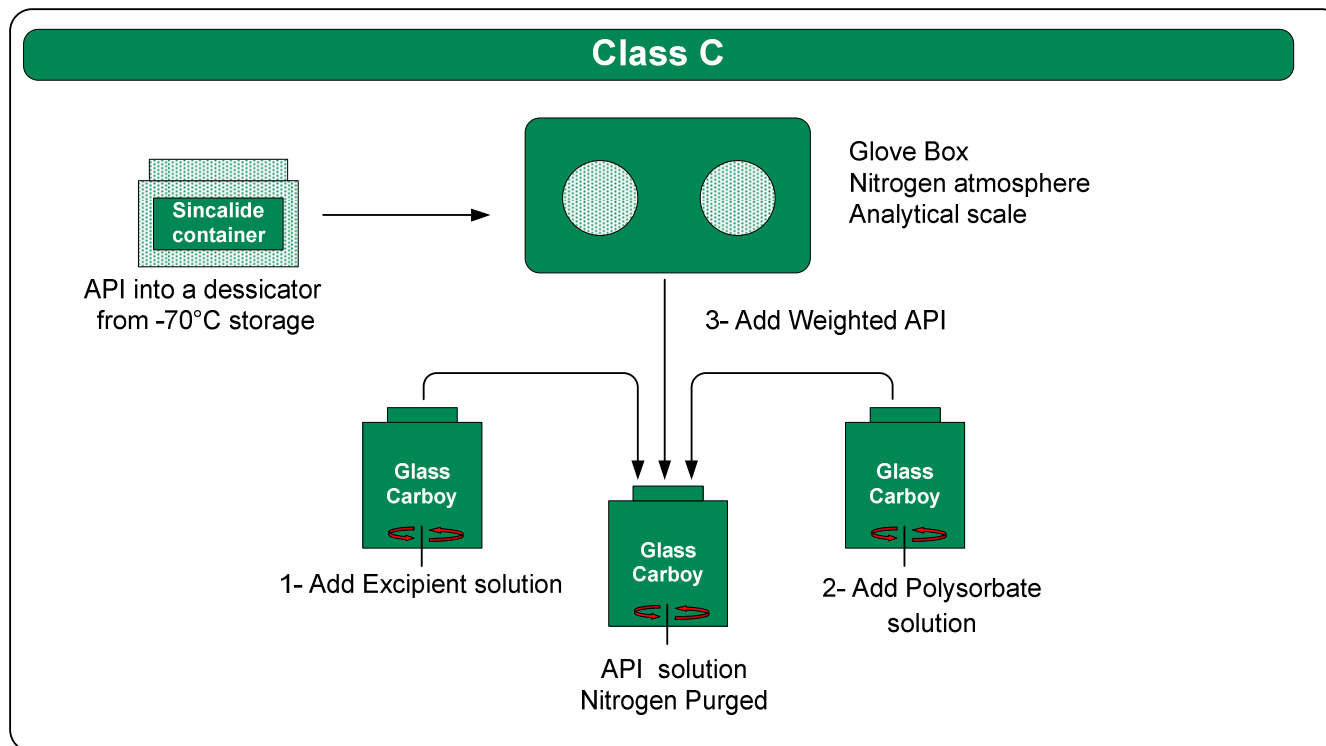 Class C
Sincalide
container
API into a dessicator
from -70°C storage
Glove Box
Nitrogen atmosphere
Analytical scale
3- Add Weighted API
Glass
Carboy
1- Add Excipient solution
Glass
Carboy
API solution
Nitrogen Purged
Glass
Carboy
2- Add Polysorbate
solution